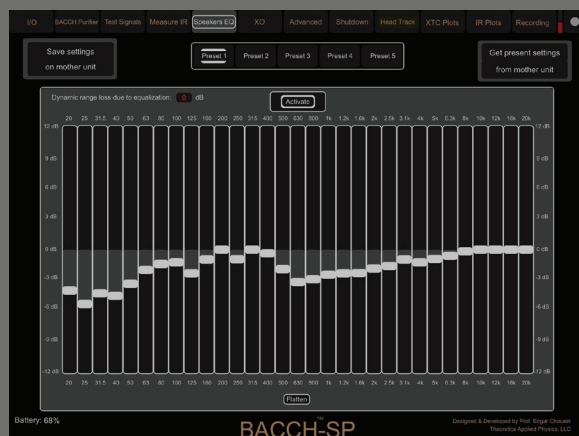 I/O BACCH Purifier Test Signals Measure IR Speakers EQ XO Advanced Shutdown Head Track XTC Plots IR Plots Recording
Save settings
on mother unit
Preset 1 Preset 2 Preset 3 Preset 4 Preset 5
Get present settings
from mother unit
Dynamic range loss due to equalization: 0 dB
Activate
20 25 31.5 40 50 63 80 100 125 160 200 250 315 400 500 630 800 1k 1.2k 1.6k 2k 2.5k 3.1k 4k 5k 6.3k 8k 10k 12k 16k 20k
12 dB 12 dB
9 dB 9 dB
6 dB 6 dB
3 dB 3 dB
0 dB 0 dB
-3 dB -3 dB
-6 dB -6 dB
-9 dB -9 dB
-12 dB -12 dB
20 25 31.5 40 50 63 80 100 125 160 200 250 315 400 500 630 800 1k 1.2k 1.6k 2k 2.5k 3.1k 4k 5k 6.3k 8k 10k 12k 16k 20k
Flatten
Battery: 68%
BACCH-SP™
Designed & Developed by Prof. Edgar Choueiri
Theoretica Applied Physics, LLC